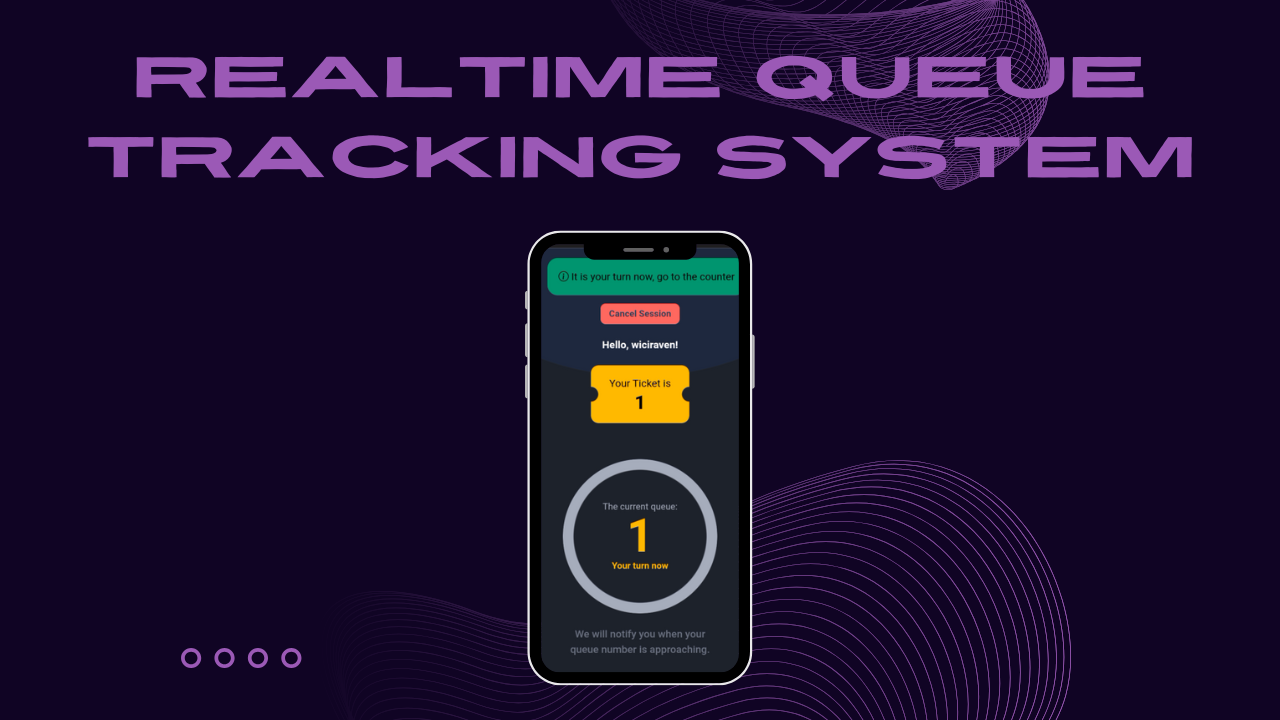 REALTIME QUEUE
TRACKING SYSTEM
It is your turn now, go to the counter
Cancel Session
Hello, wiciraven!
Your Ticket is
1
The current queue:
1
Your turn now
We will notify you when your
queue number is approaching.